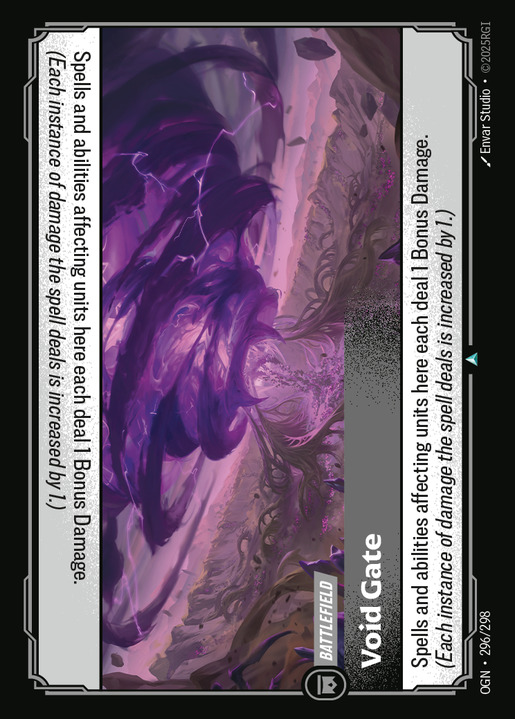 Spells and abilities affecting units here each deal 1 Bonus Damage.
(Each instance of damage the spell deals is increased by 1.)
BATTLEFIELD
Void Gate
Spells and abilities affecting units here each deal 1 Bonus Damage.
(Each instance of damage the spell deals is increased by 1.)
OGN • 296/298
Envar Studio • ©2025RGI